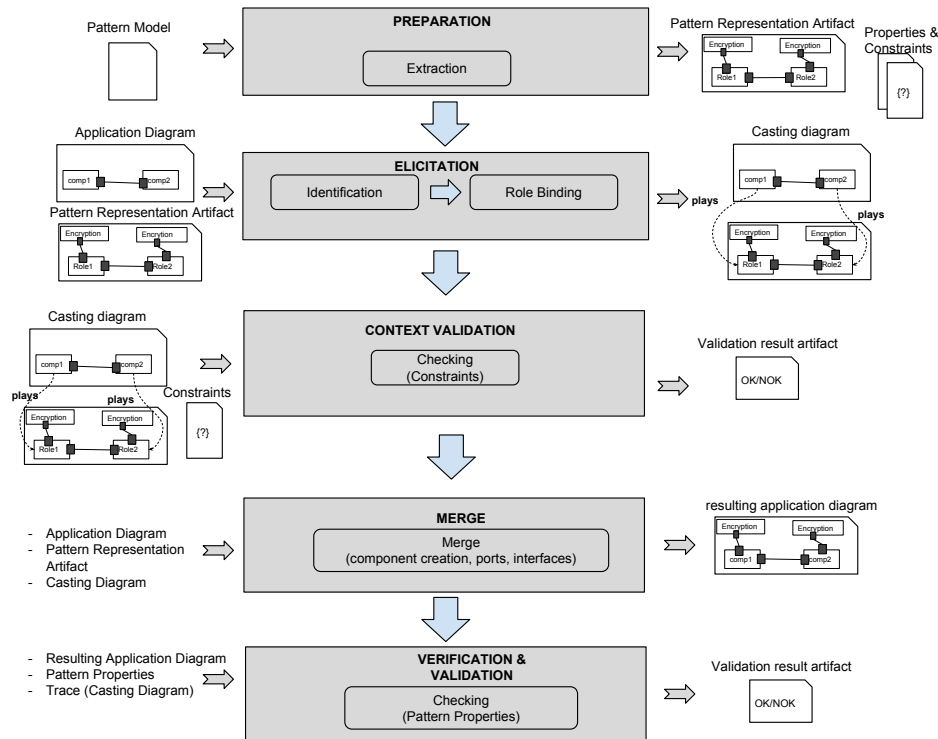 PREPARATION
Pattern Model
Extraction
Pattern Representation Artifact
Encryption
Encryption
Role1
Role2
Properties &
Constraints
{?}
Application Diagram
comp1
comp2
Pattern Representation Artifact
Encryption
Encryption
Role1
Role2
ELICITATION
Identification
Role Binding
Casting diagram
comp1
comp2
plays
plays
Encryption
Encryption
Role1
Role2
Casting diagram
comp1
comp2
plays
plays
Encryption
Encryption
Role1
Role2
Constraints
{?}
CONTEXT VALIDATION
Checking
(Constraints)
Validation result artifact
OK/NOK
- Application Diagram
- Pattern Representation
Artifact
- Casting Diagram
MERGE
Merge
(component creation, ports, interfaces)
resulting application diagram
Encryption
Encryption
comp1
comp2
- Resulting Application Diagram
- Pattern Properties
- Trace (Casting Diagram)
VERIFICATION &
VALIDATION
Checking
(Pattern Properties)
Validation result artifact
OK/NOK